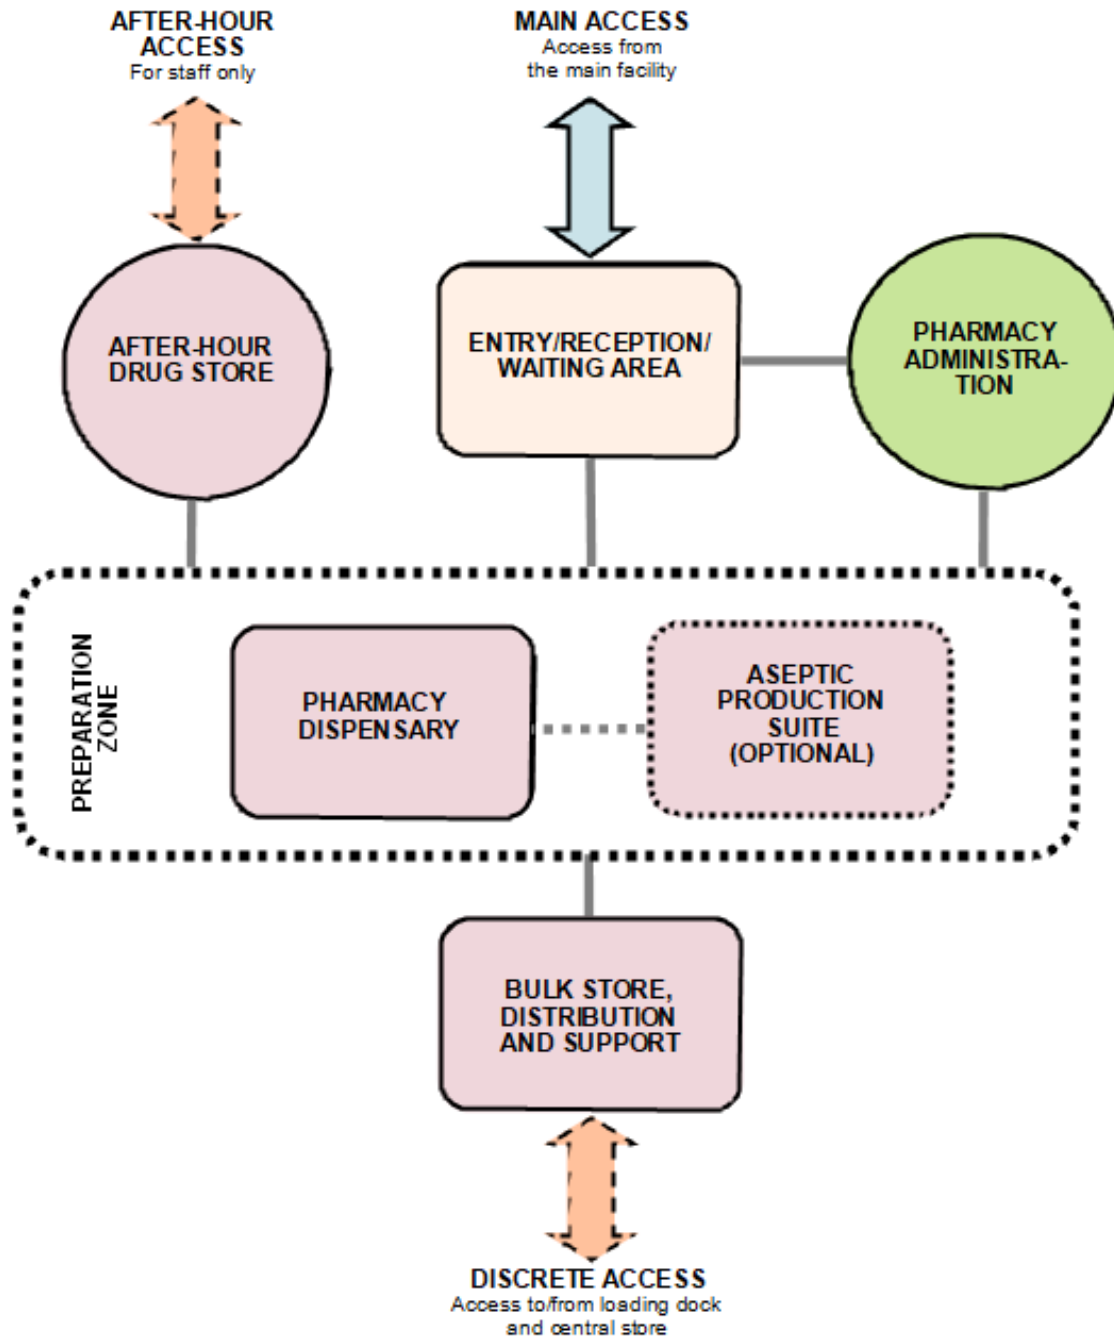 AFTER-HOUR
ACCESS
For staff only
MAIN ACCESS
Access from
the main facility
AFTER-HOUR
DRUG STORE
ENTRY/RECEPTION/
WAITING AREA
PHARMACY
ADMINISTRA-
TION
PREPARATION
ZONE
PHARMACY
DISPENSARY
ASEPTIC
PRODUCTION
SUITE
(OPTIONAL)
BULK STORE,
DISTRIBUTION
AND SUPPORT
DISCRETE ACCESS
Access to/from loading dock
and central store